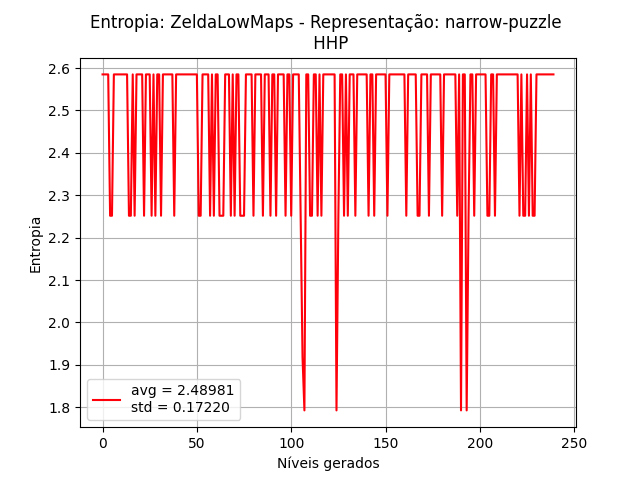 Entropia: ZeldaLowMaps - Representação: narrow-puzzle
HHP
2.6
2.5
2.4
2.3
2.2
2.1
2.0
1.9
1.8
Entropia
avg = 2.48981
std = 0.17220
0 50 100 150 200 250
Níveis gerados